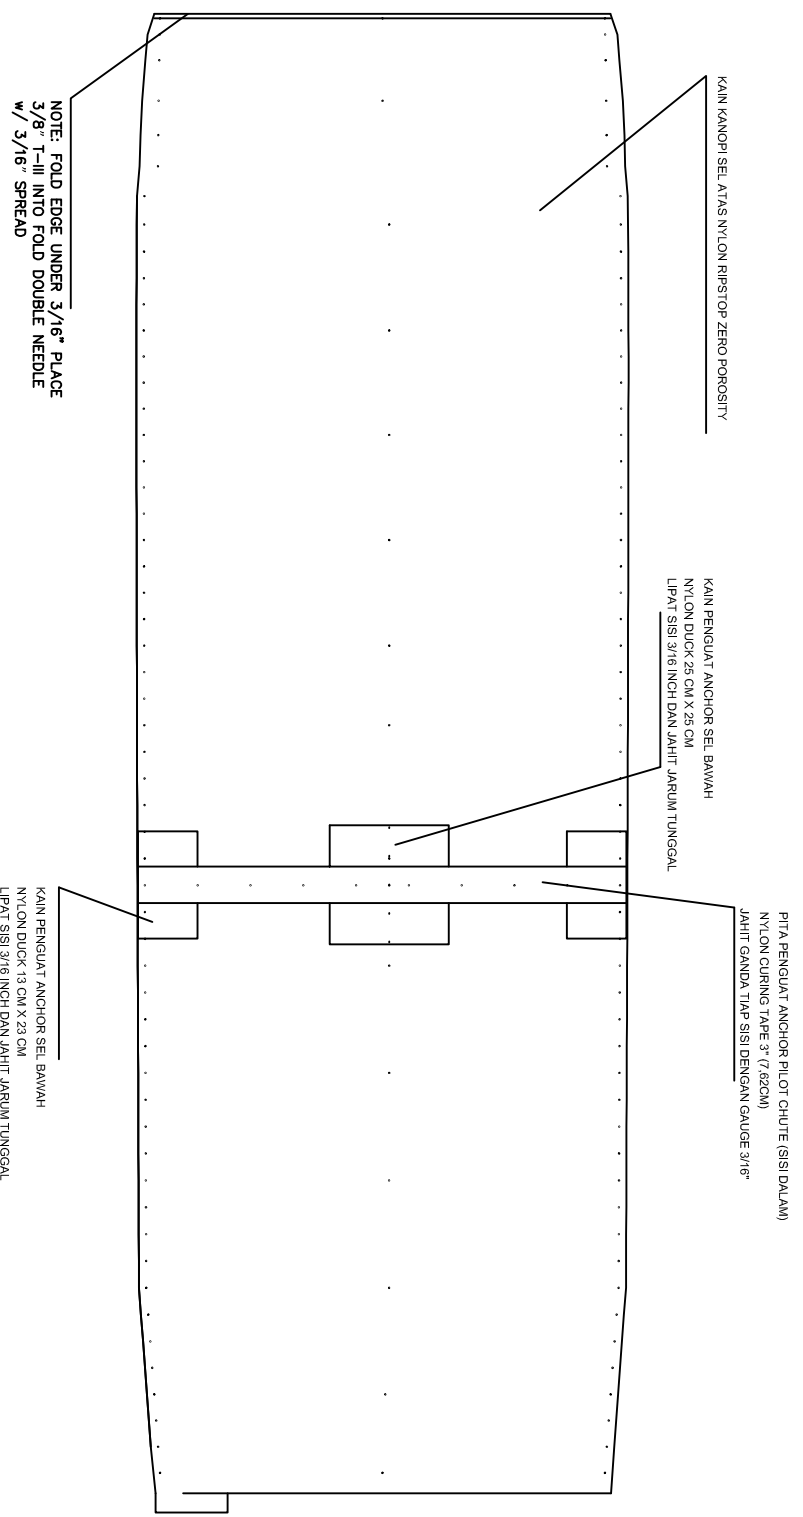 KAIN KANOPI SEL ATAS NYLON RIPSTOP ZERO POROSITY
NOTE: FOLD EDGE UNDER 3/16" PLACE
3/8" T-III INTO FOLD DOUBLE NEEDLE
w/ 3/16" SPREAD
KAIN PENGUAT ANCHOR SEL BAWAH
NYLON DUCK 25 CM X 25 CM
LIPAT SISI 3/16 INCH DAN JAHIT JARUM TUNGGAL
PITA PENGUAT ANCHOR PILOT CHUTE (SISI DALAM)
NYLON CURING TAPE 3" (7,62CM)
JAHIT GANDA TIAP SISI DENGAN GAUGE 3/16"
KAIN PENGUAT ANCHOR SEL BAWAH
NYLON DUCK 13 CM X 23 CM
LIPAT SISI 3/16 INCH DAN JAHIT JARUM TUNGGAL